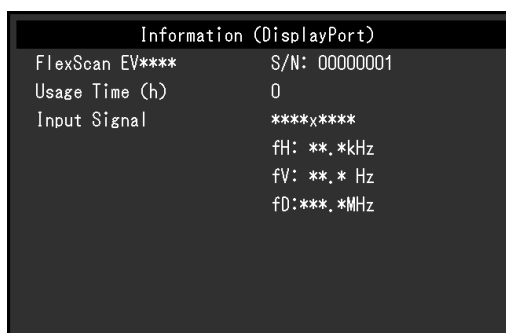 Information (DisplayPort)
FlexScan EV**** S/N: 00000001
Usage Time (h) 0
Input Signal ****x****
fH: **.*kHz
fV: **.* Hz
fD:***.*MHz